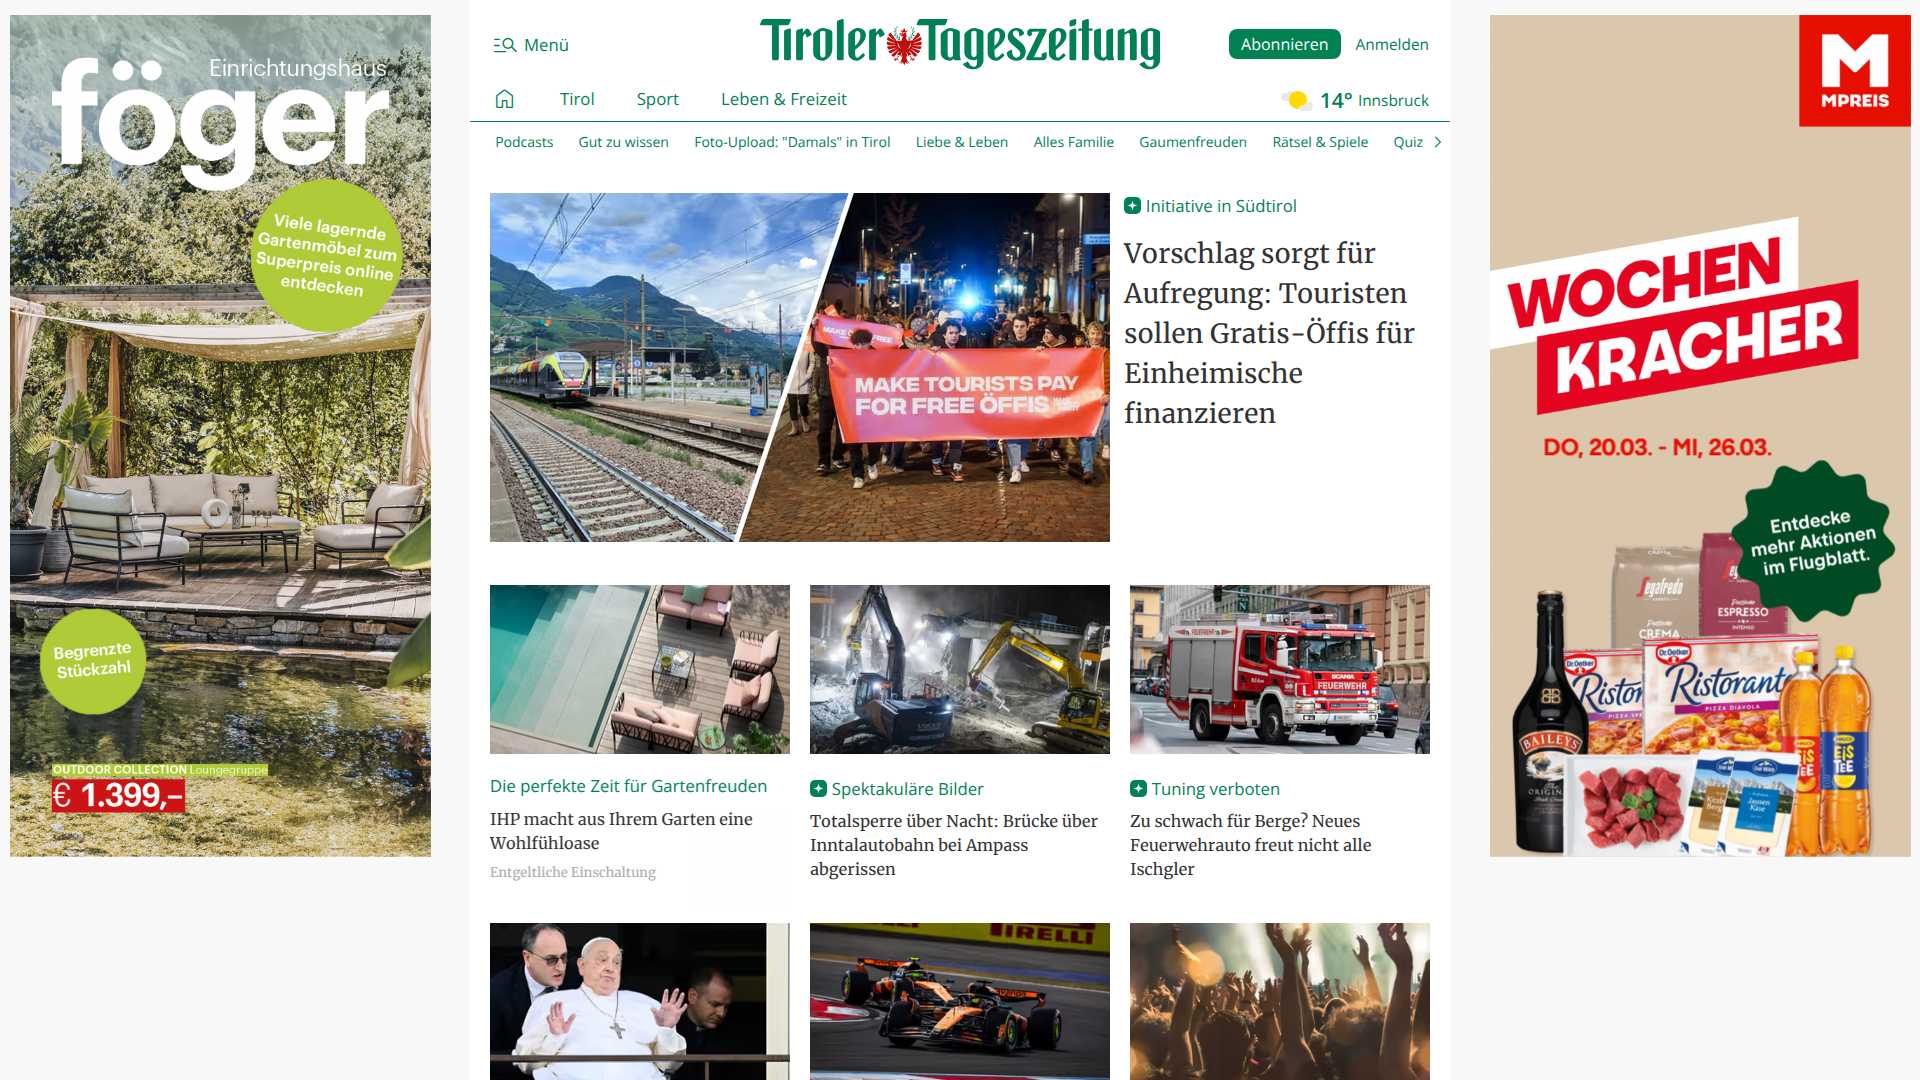 Menü
Tiroler Tageszeitung
Abonnieren
Anmelden
Tirol
Sport
Leben & Freizeit
14° Innsbruck
Podcasts
Gut zu wissen
Foto-Upload: "Damals" in Tirol
Liebe & Leben
Alles Familie
Gaumenfreuden
Rätsel & Spiele
Quiz
Einrichtungshaus
föger
Viele lagernde
Gartenmöbel zum
Superpreis online
entdecken
Begrenzte
Stückzahl
OUTDOOR COLLECTION Loungegruppe
€ 1.399,–
MAKE TOURISTS PAY
FOR FREE ÖFFIS
Initiative in Südtirol
Vorschlag sorgt für
Aufregung: Touristen
sollen Gratis-Öffis für
Einheimische
finanzieren
FEUERWEHR
SCANIA
FEUERWEHR
Die perfekte Zeit für Gartenfreuden
IHP macht aus Ihrem Garten eine
Wohlfühloase
Entgeltliche Einschaltung
Spektakuläre Bilder
Totalsperre über Nacht: Brücke über
Inntalautobahn bei Ampass
abgerissen
Tuning verboten
Zu schwach für Berge? Neues
Feuerwehrauto freut nicht alle
Ischgler
PIRELLI
M
MPREIS
WOCHEN
KRACHER
DO, 20.03. - MI, 26.03.
Entdecke
mehr Aktionen
im Flugblatt.
Segafredo
CREMA
ESPRESSO
Dr. Oetker
Ristorante
PIZZA DIAVOLA
BAILEYS
ORIGINAL
EIS
TEE